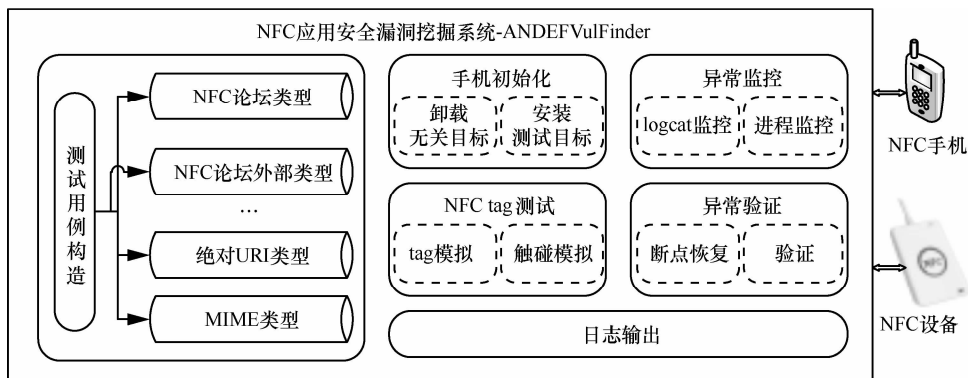 NFC应用安全漏洞挖掘系统-ANDEFVulFinder
测试用例构造
NFC论坛类型
NFC论坛外部类型
…
绝对URI类型
MIME类型
手机初始化
卸载
无关目标
安装
测试目标
异常监控
logcat监控
进程监控
NFC tag 测试
tag模拟
触碰模拟
异常验证
断点恢复
验证
日志输出
NFC手机
NFC
NFC设备